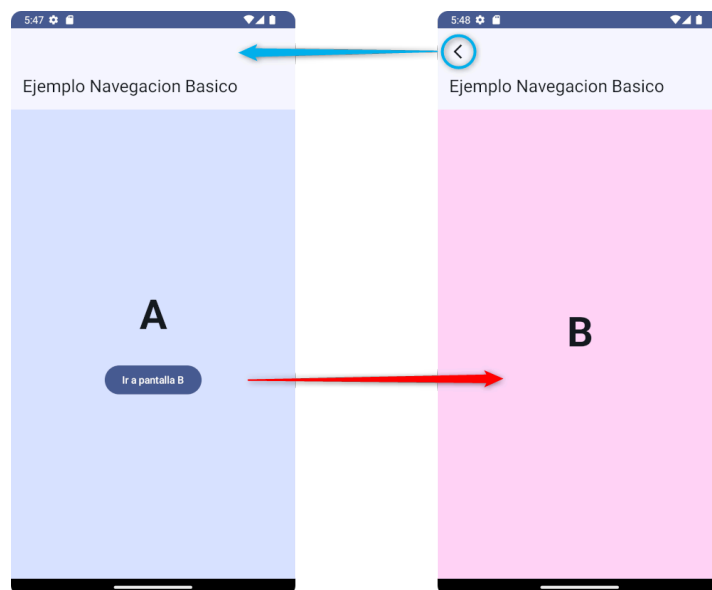 5:47
Ejemplo Navegacion Basico
A
Ir a pantalla B
5:48
Ejemplo Navegacion Basico
B